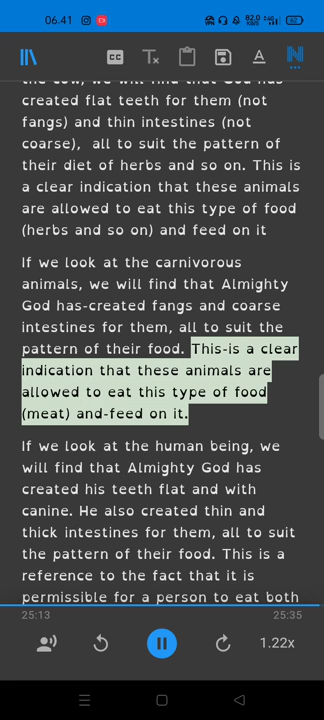 06.41
82.0
KB/S
62
CC
T
A
N
the cow, we will find that God has
created flat teeth for them (not
fangs) and thin intestines (not
coarse), all to suit the pattern of
their diet of herbs and so on. This is
a clear indication that these animals
are allowed to eat this type of food
(herbs and so on) and feed on it
If we look at the carnivorous
animals, we will find that Almighty
God has-created fangs and coarse
intestines for them, all to suit the
pattern of their food. This-is a clear
indication that these animals are
allowed to eat this type of food
(meat) and-feed on it.
If we look at the human being, we
will find that Almighty God has
created his teeth flat and with
canine. He also created thin and
thick intestines for them, all to suit
the pattern of their food. This is a
reference to the fact that it is
permissible for a person to eat both
25:13
25:35
1.22x